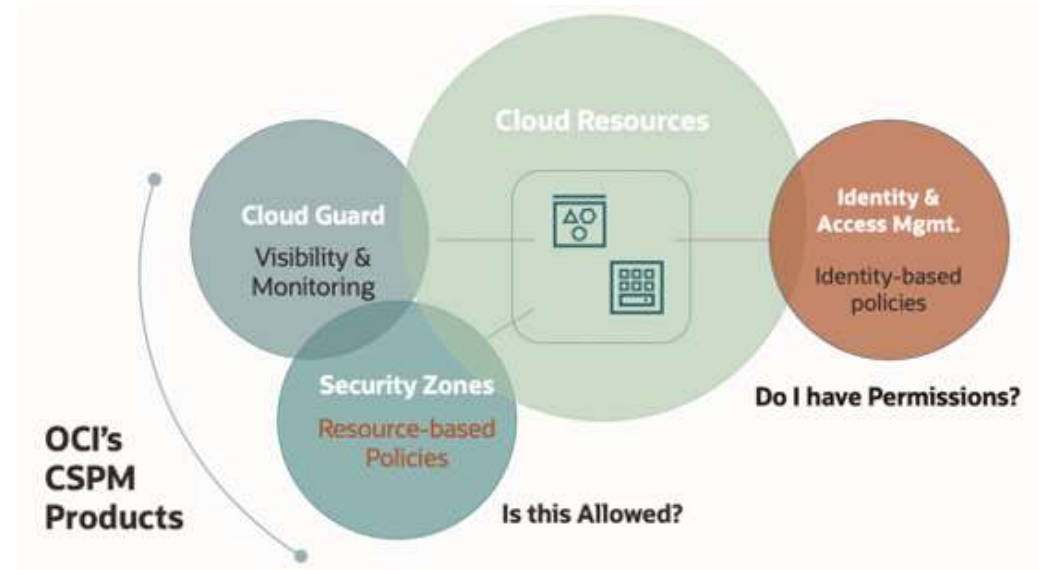 Cloud Resources
Cloud Guard
Visibility &
Monitoring
Identity &
Access Mgmt.
Identity-based
policies
Security Zones
Resource-based
Policies
Do I have Permissions?
OCI's
CSPM
Products
Is this Allowed?